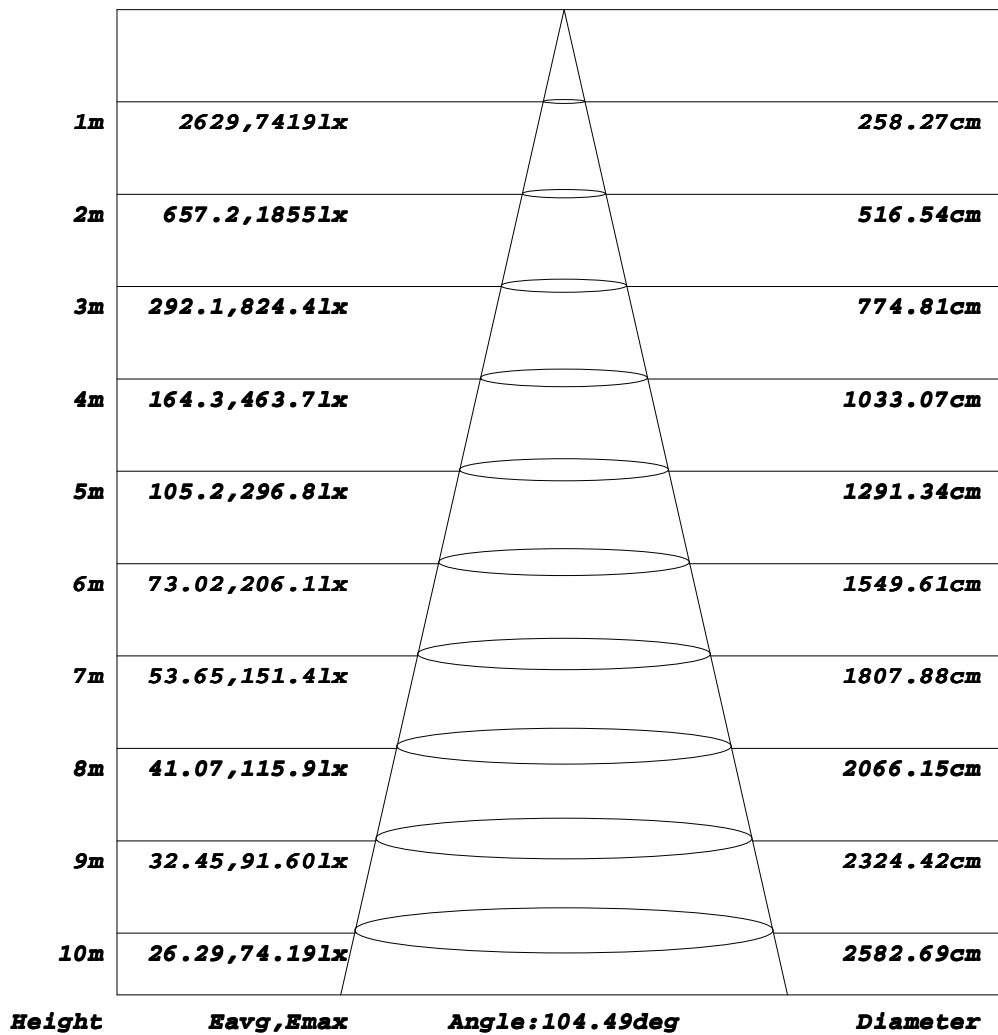 1m 2629,7419lx 258.27cm
2m 657.2,1855lx 516.54cm
3m 292.1,824.4lx 774.81cm
4m 164.3,463.7lx 1033.07cm
5m 105.2,296.8lx 1291.34cm
6m 73.02,206.1lx 1549.61cm
7m 53.65,151.4lx 1807.88cm
8m 41.07,115.9lx 2066.15cm
9m 32.45,91.60lx 2324.42cm
10m 26.29,74.19lx 2582.69cm
Height Eavg,Emax Angle:104.49deg Diameter